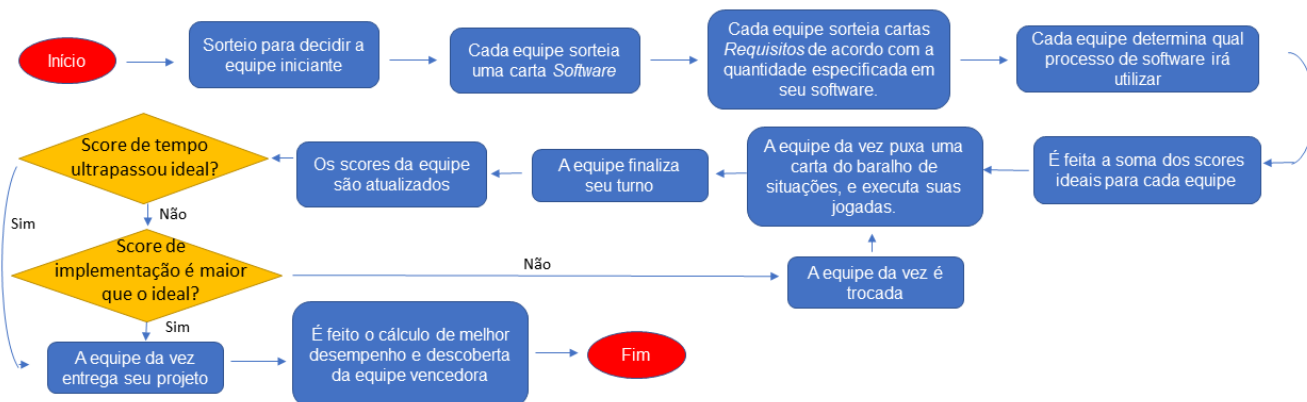 Início
Sorteio para decidir a
equipe iniciante
Cada equipe sorteia
uma carta Software
Cada equipe sorteia cartas
Requisitos de acordo com a
quantidade especificada em
seu software.
Cada equipe determina qual
processo de software irá
utilizar
É feita a soma dos scores
ideais para cada equipe
A equipe da vez puxa uma
carta do baralho de
situações, e executa suas
jogadas.
A equipe finaliza
seu turno
Os scores da equipe
são atualizados
Score de tempo
ultrapassou ideal?
Sim
Não
Score de
implementação é maior
que o ideal?
Não
A equipe da vez é
trocada
Sim
A equipe da vez
entrega seu projeto
É feito o cálculo de melhor
desempenho e descoberta
da equipe vencedora
Fim